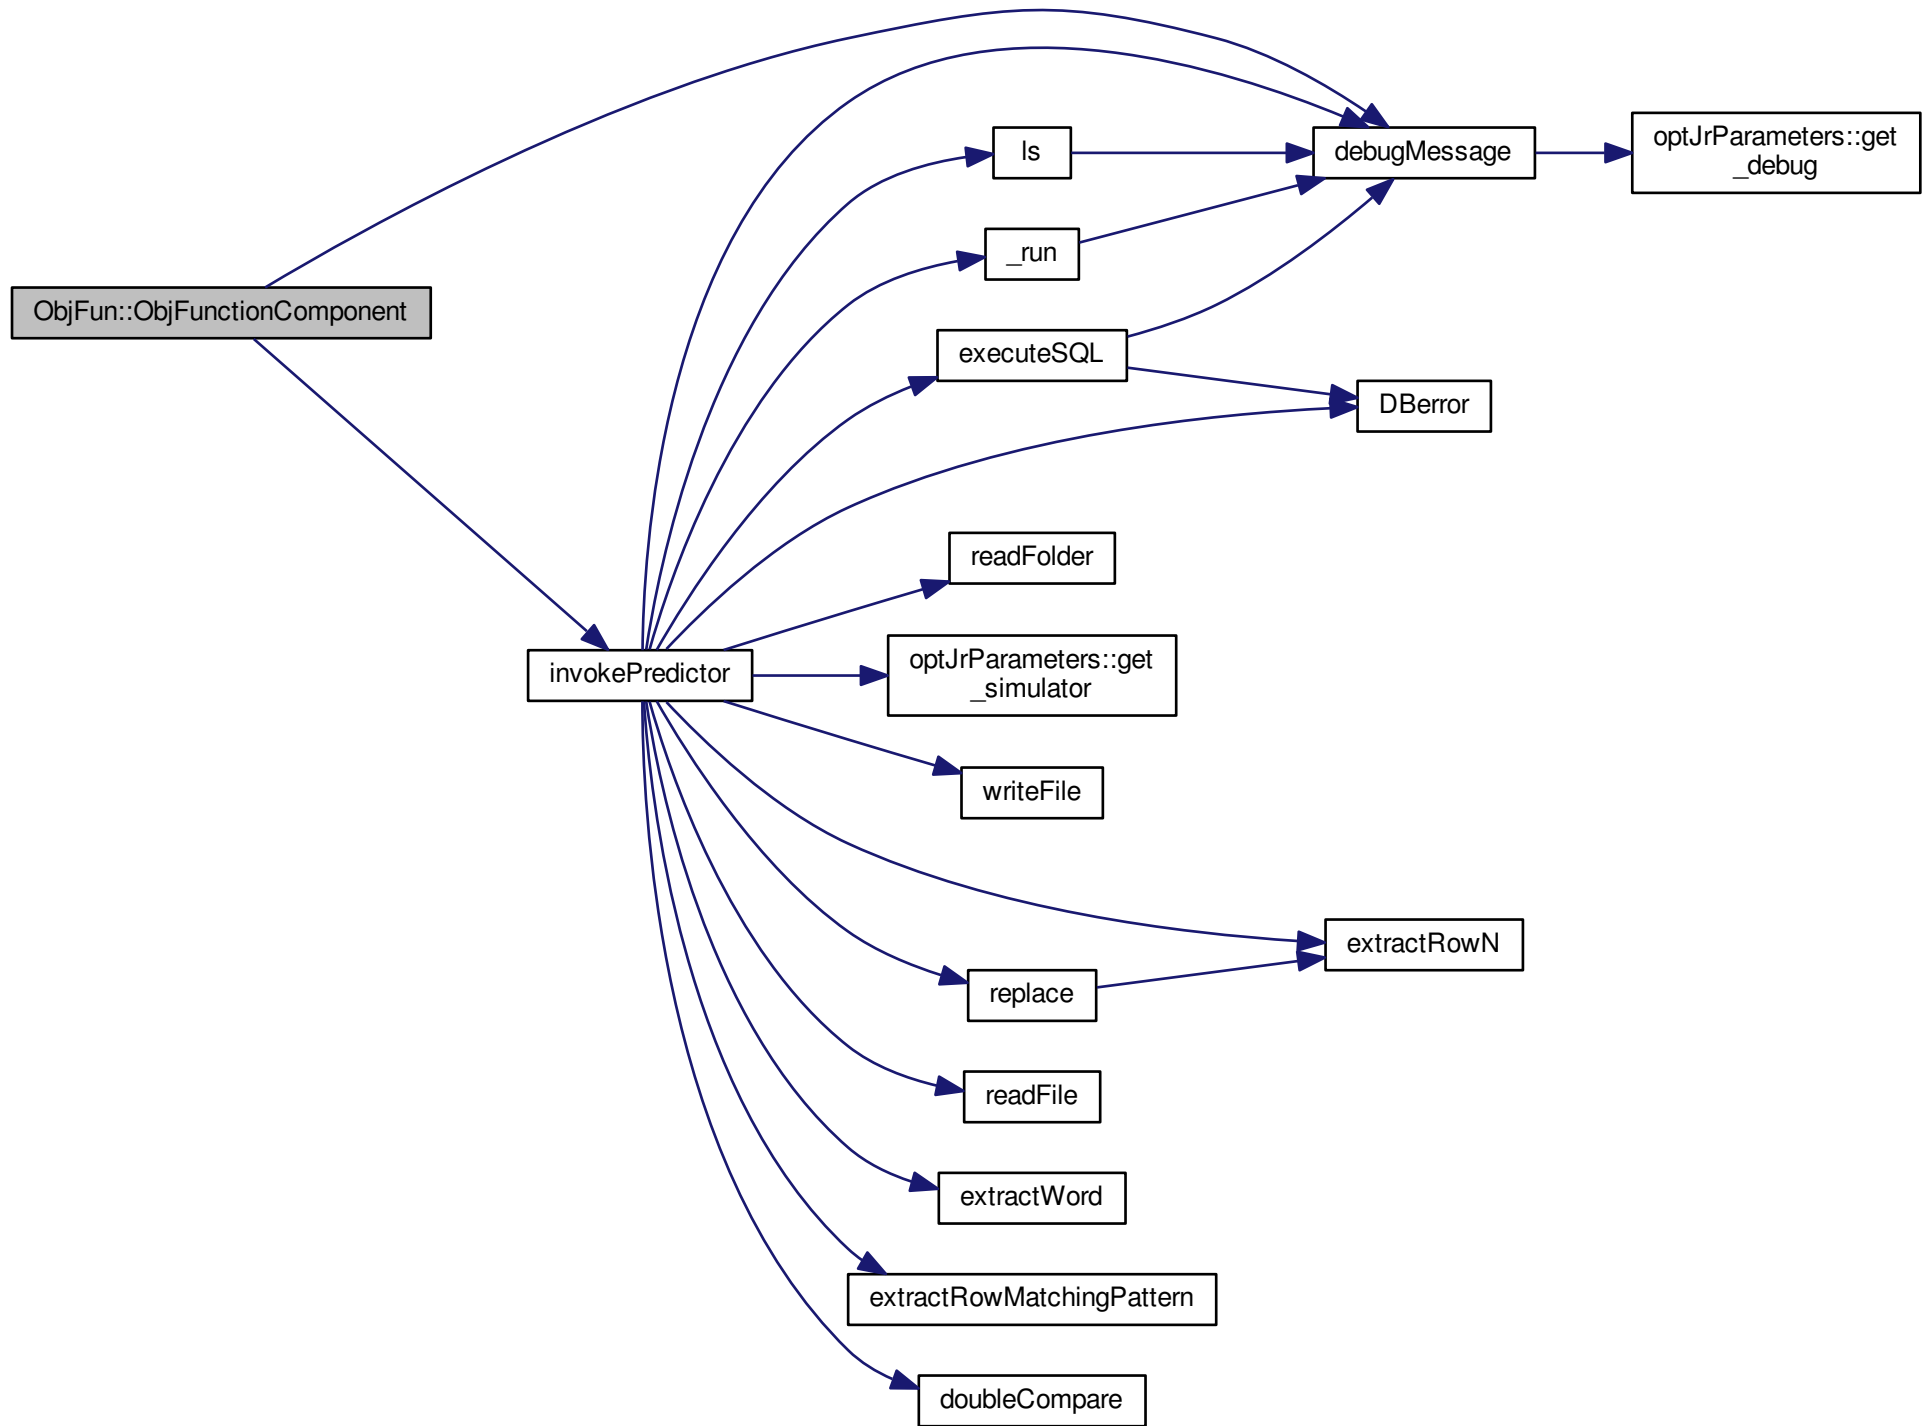 ObjFun::ObjFunctionComponent
invokePredictor
ls
_run
executeSQL
readFolder
optJrParameters::get
_simulator
writeFile
replace
readFile
extractWord
extractRowMatchingPattern
doubleCompare
debugMessage
DBerror
extractRowN
optJrParameters::get
_debug